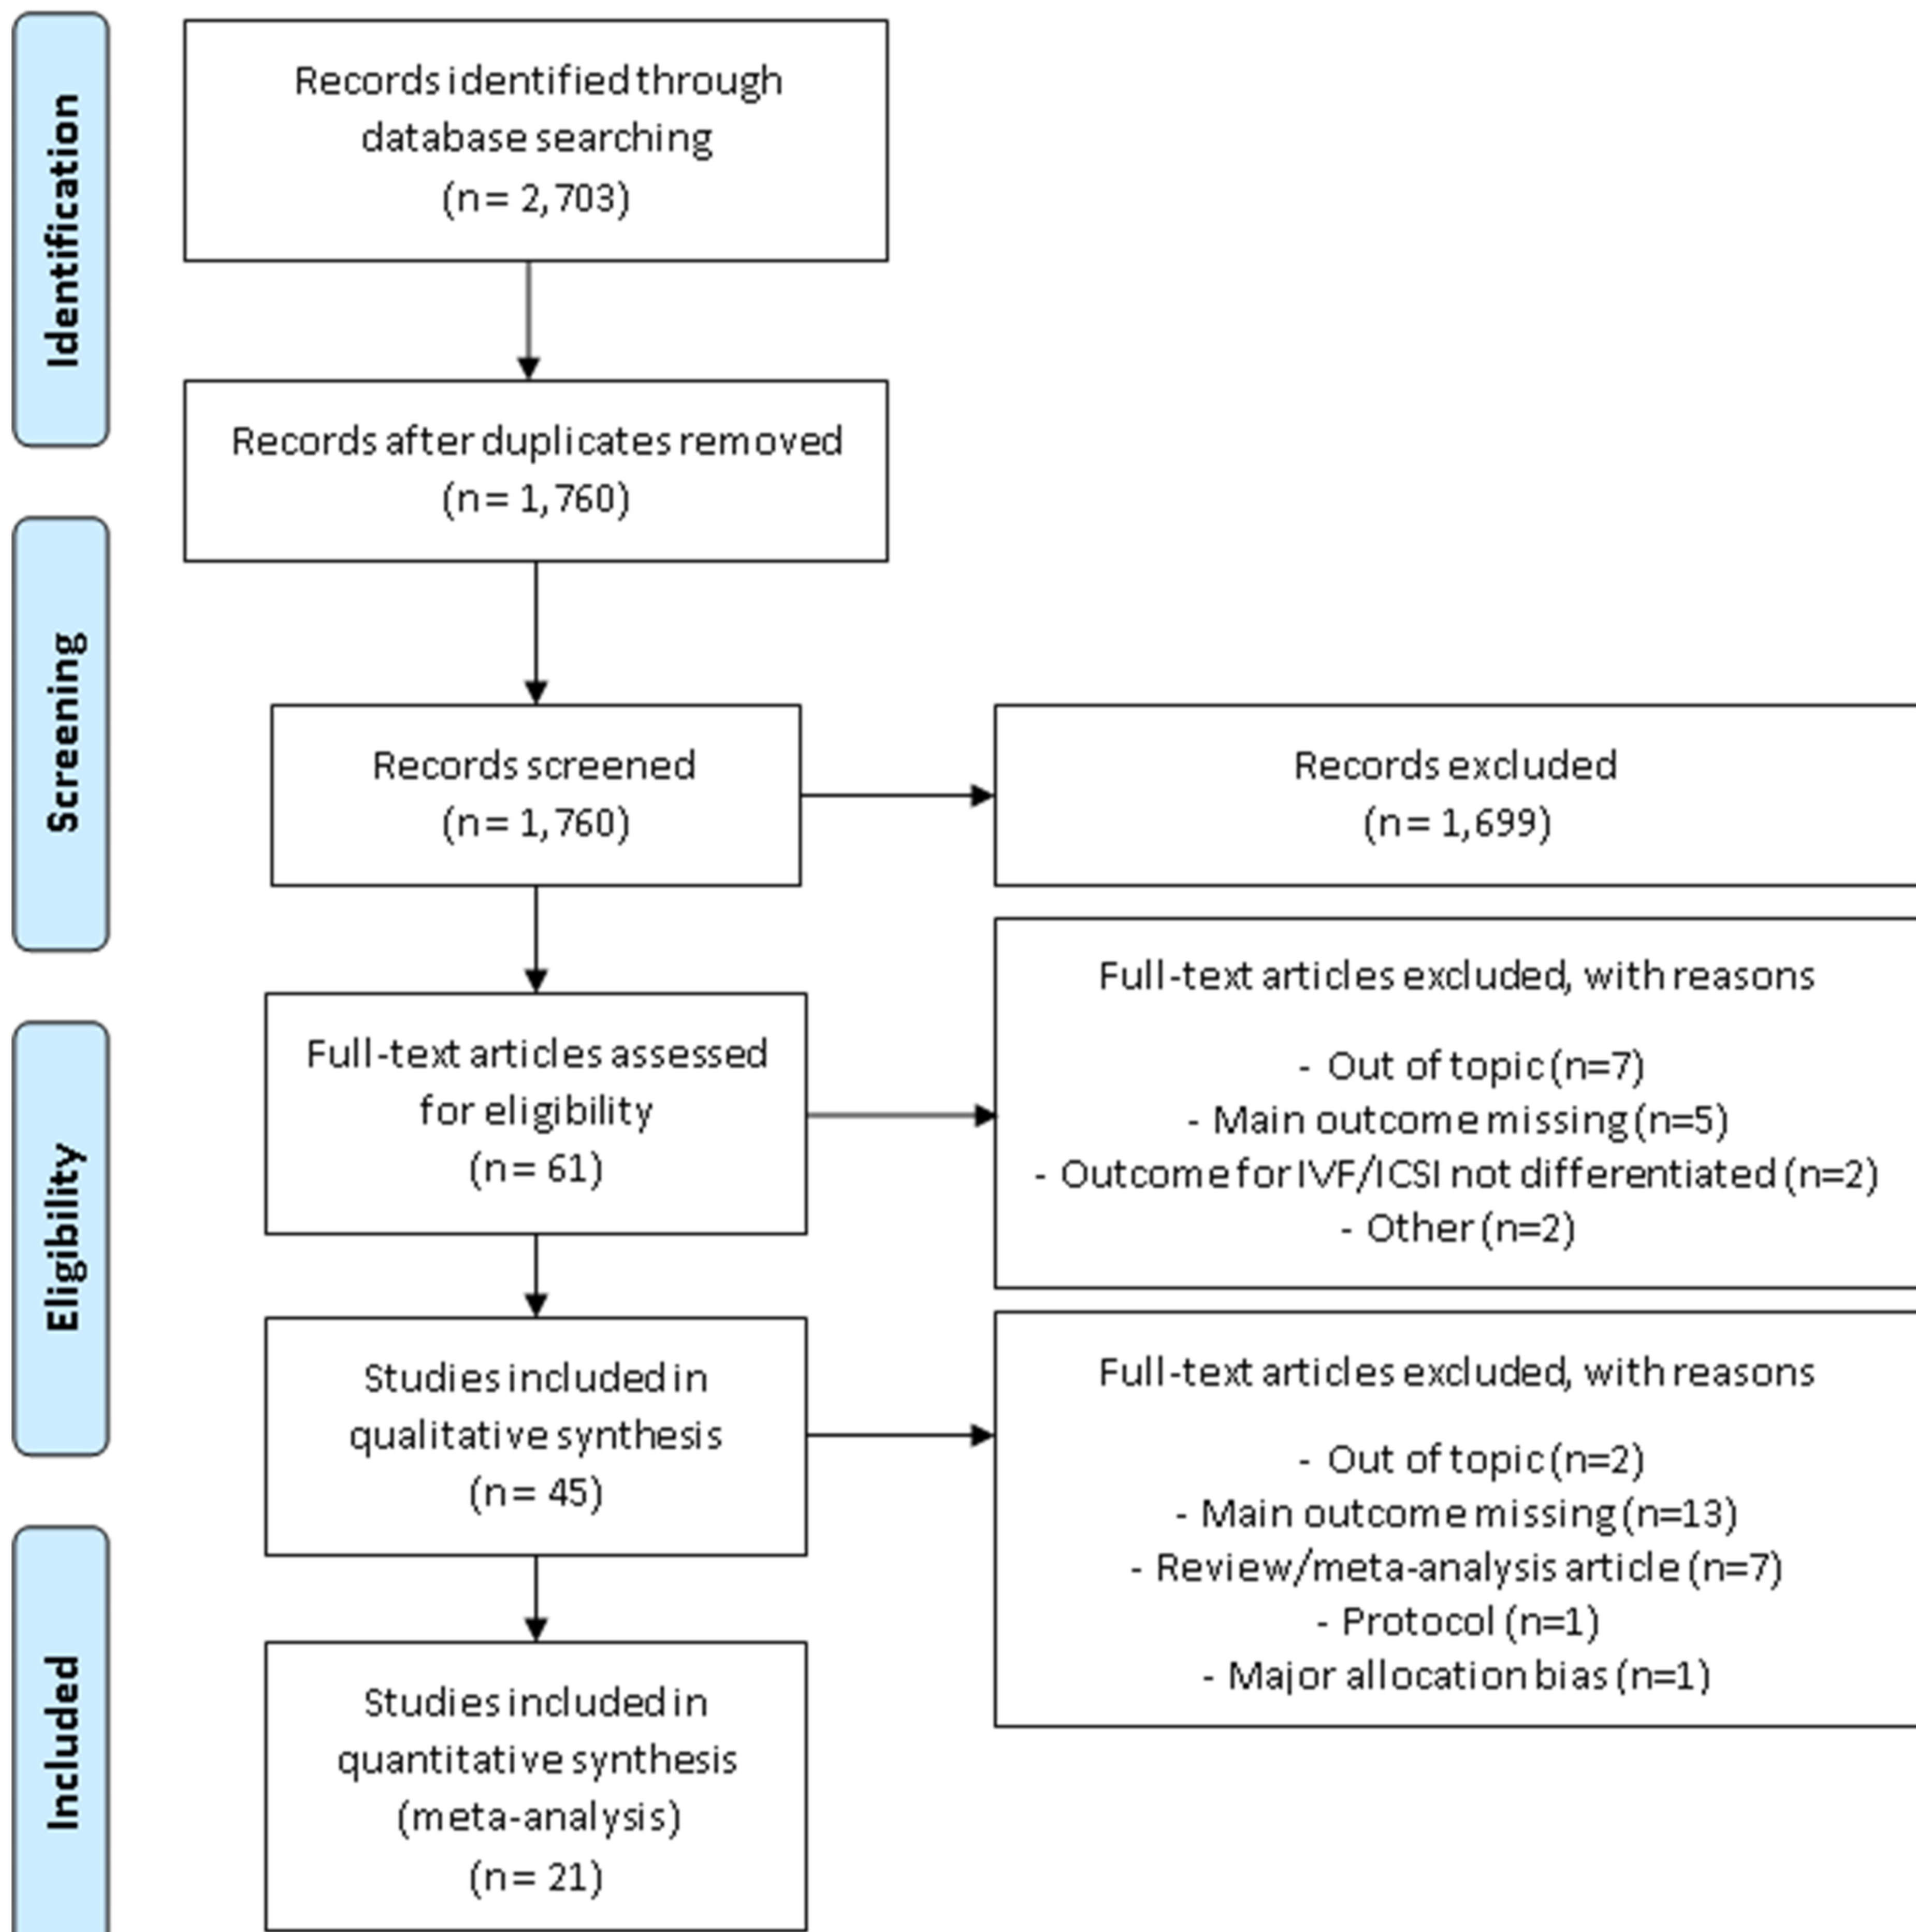 Identification
Records identified through
database searching
(n = 2,703)
Records after duplicates removed
(n = 1,760)
Screening
Records screened
(n = 1,760)
Records excluded
(n = 1,699)
Eligibility
Full-text articles assessed
for eligibility
(n = 61)
Full-text articles excluded, with reasons
- Out of topic (n=7)
- Main outcome missing (n=5)
- Outcome for IVF/ICSI not differentiated (n=2)
- Other (n=2)
Studies included in
qualitative synthesis
(n = 45)
Full-text articles excluded, with reasons
- Out of topic (n=2)
- Main outcome missing (n=13)
- Review/meta-analysis article (n=7)
- Protocol (n=1)
- Major allocation bias (n=1)
Included
Studies included in
quantitative synthesis
(meta-analysis)
(n = 21)